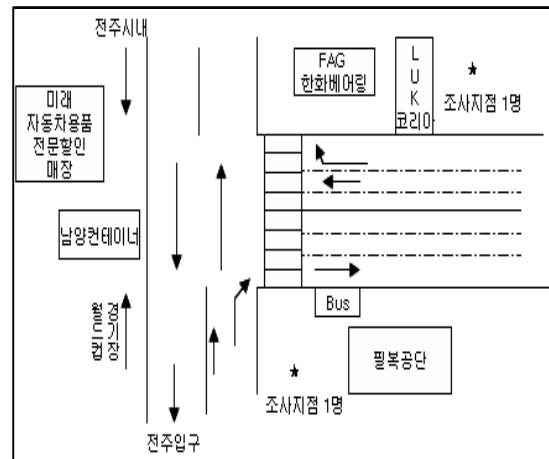 전주시내
미래
자동차용품
전문할인
매장
남양컨테이너
월드컵
경기장
전주입구
FAG
한화베어링
L
U
K
코리아
*
조사지점 1명
Bus
필복공단
*
조사지점 1명